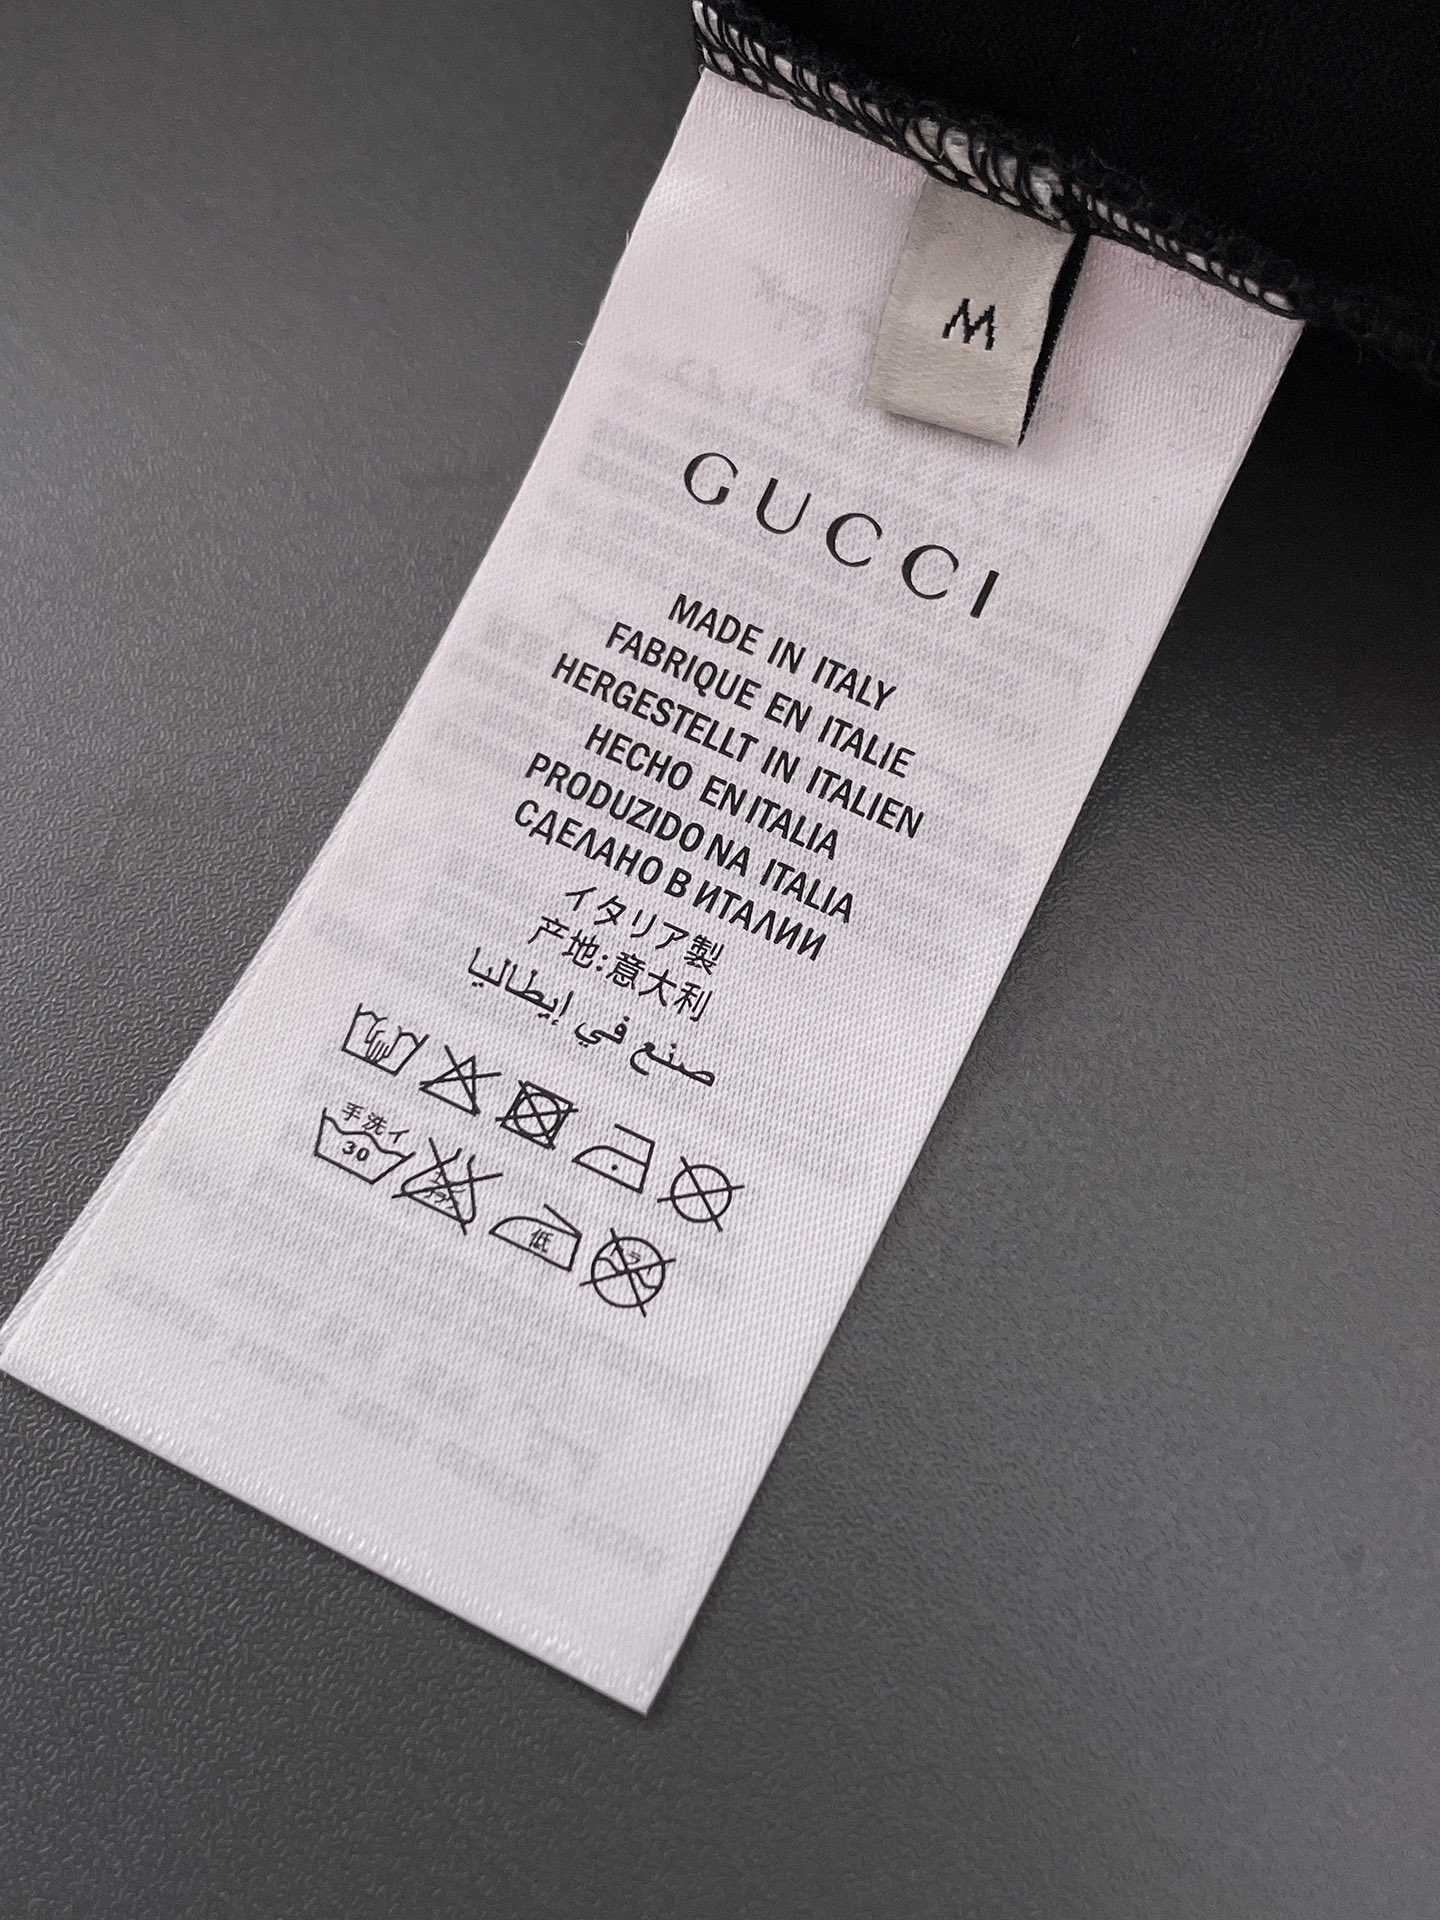 M
GUCCI
MADE IN ITALY
FABRIQUE EN ITALIE
HERGESTELLT IN ITALIEN
HECHO EN ITALIA
PRODUZIDO NA ITALIA
СДЕЛАНО В ИТАЛИИ
イタリア製
产地:意大利
صنع في إيطاليا
手洗イ
30
低